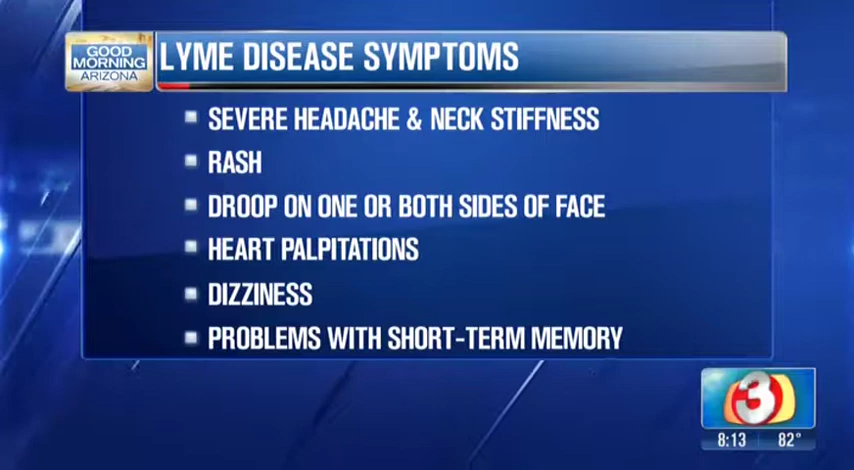 GOOD
MORNING
ARIZONA
LYME DISEASE SYMPTOMS
SEVERE HEADACHE & NECK STIFFNESS
RASH
DROOP ON ONE OR BOTH SIDES OF FACE
HEART PALPITATIONS
DIZZINESS
PROBLEMS WITH SHORT-TERM MEMORY
3
8:13 82°